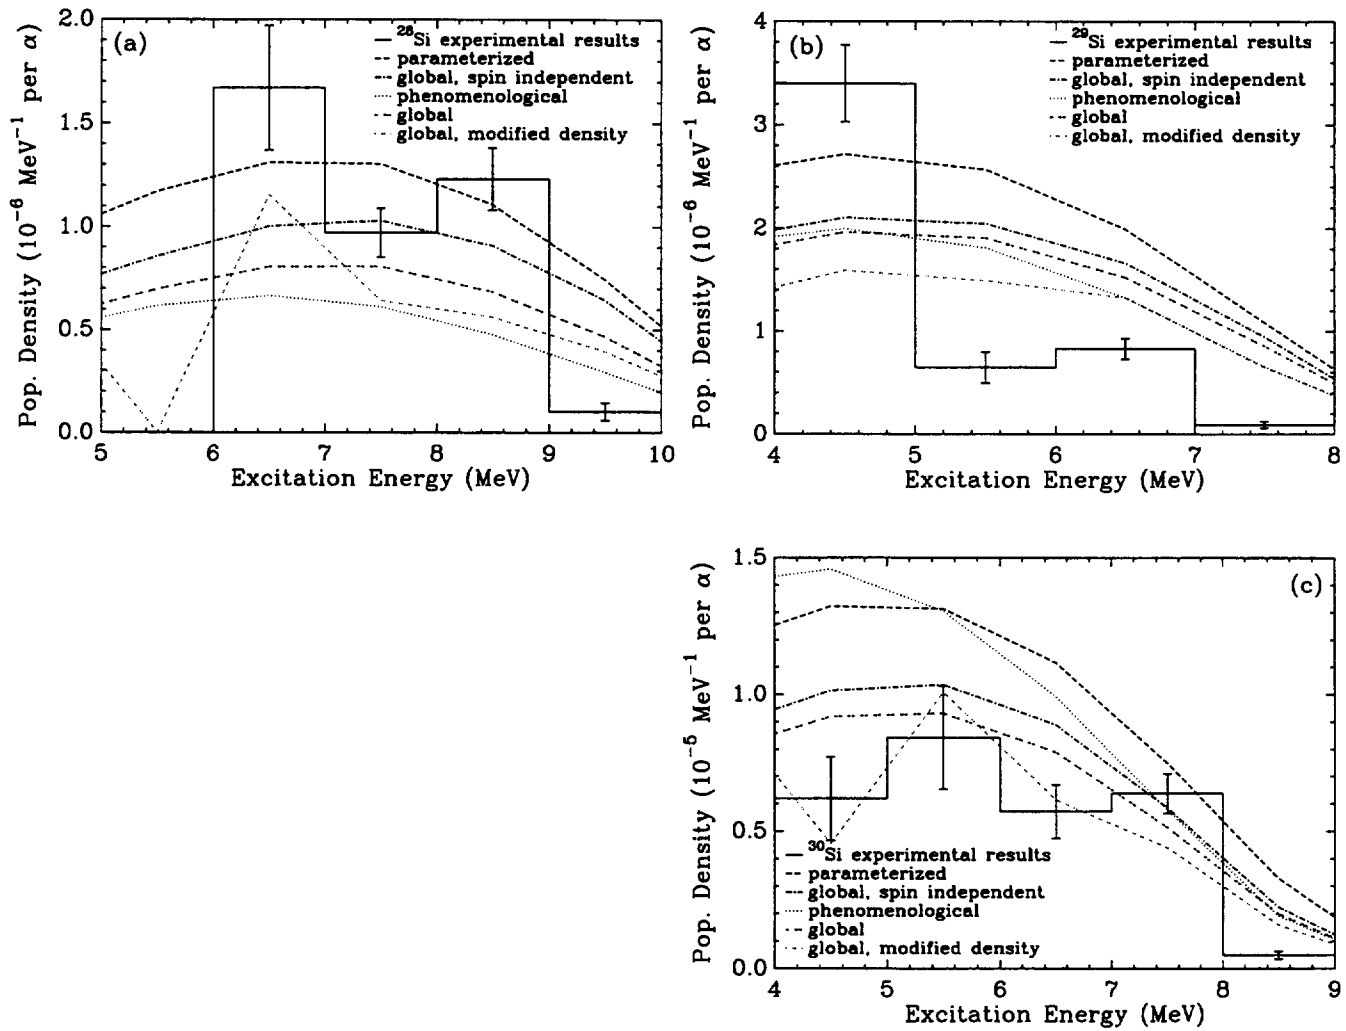 (a)
²⁸Si experimental results
parameterized
global, spin independent
phenomenological
global
global, modified density
2.0
1.5
1.0
0.5
0.0
Pop. Density (10⁻⁶ MeV⁻¹ per α)
5 6 7 8 9 10
Excitation Energy (MeV)
(b)
²⁹Si experimental results
parameterized
global, spin independent
phenomenological
global
global, modified density
4
3
2
1
0
Pop. Density (10⁻⁶ MeV⁻¹ per α)
4 5 6 7 8
Excitation Energy (MeV)
(c)
1.5
1.0
0.5
0.0
Pop. Density (10⁻⁵ MeV⁻¹ per α)
³⁰Si experimental results
parameterized
global, spin independent
phenomenological
global
global, modified density
4 5 6 7 8 9
Excitation Energy (MeV)